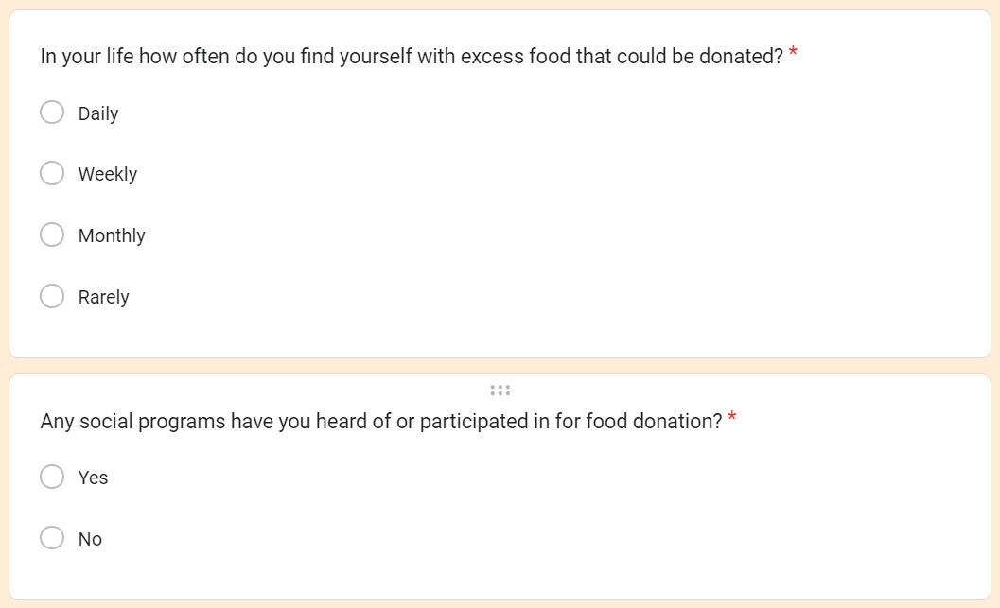 In your life how often do you find yourself with excess food that could be donated? *
Daily
Weekly
Monthly
Rarely
Any social programs have you heard of or participated in for food donation? *
Yes
No